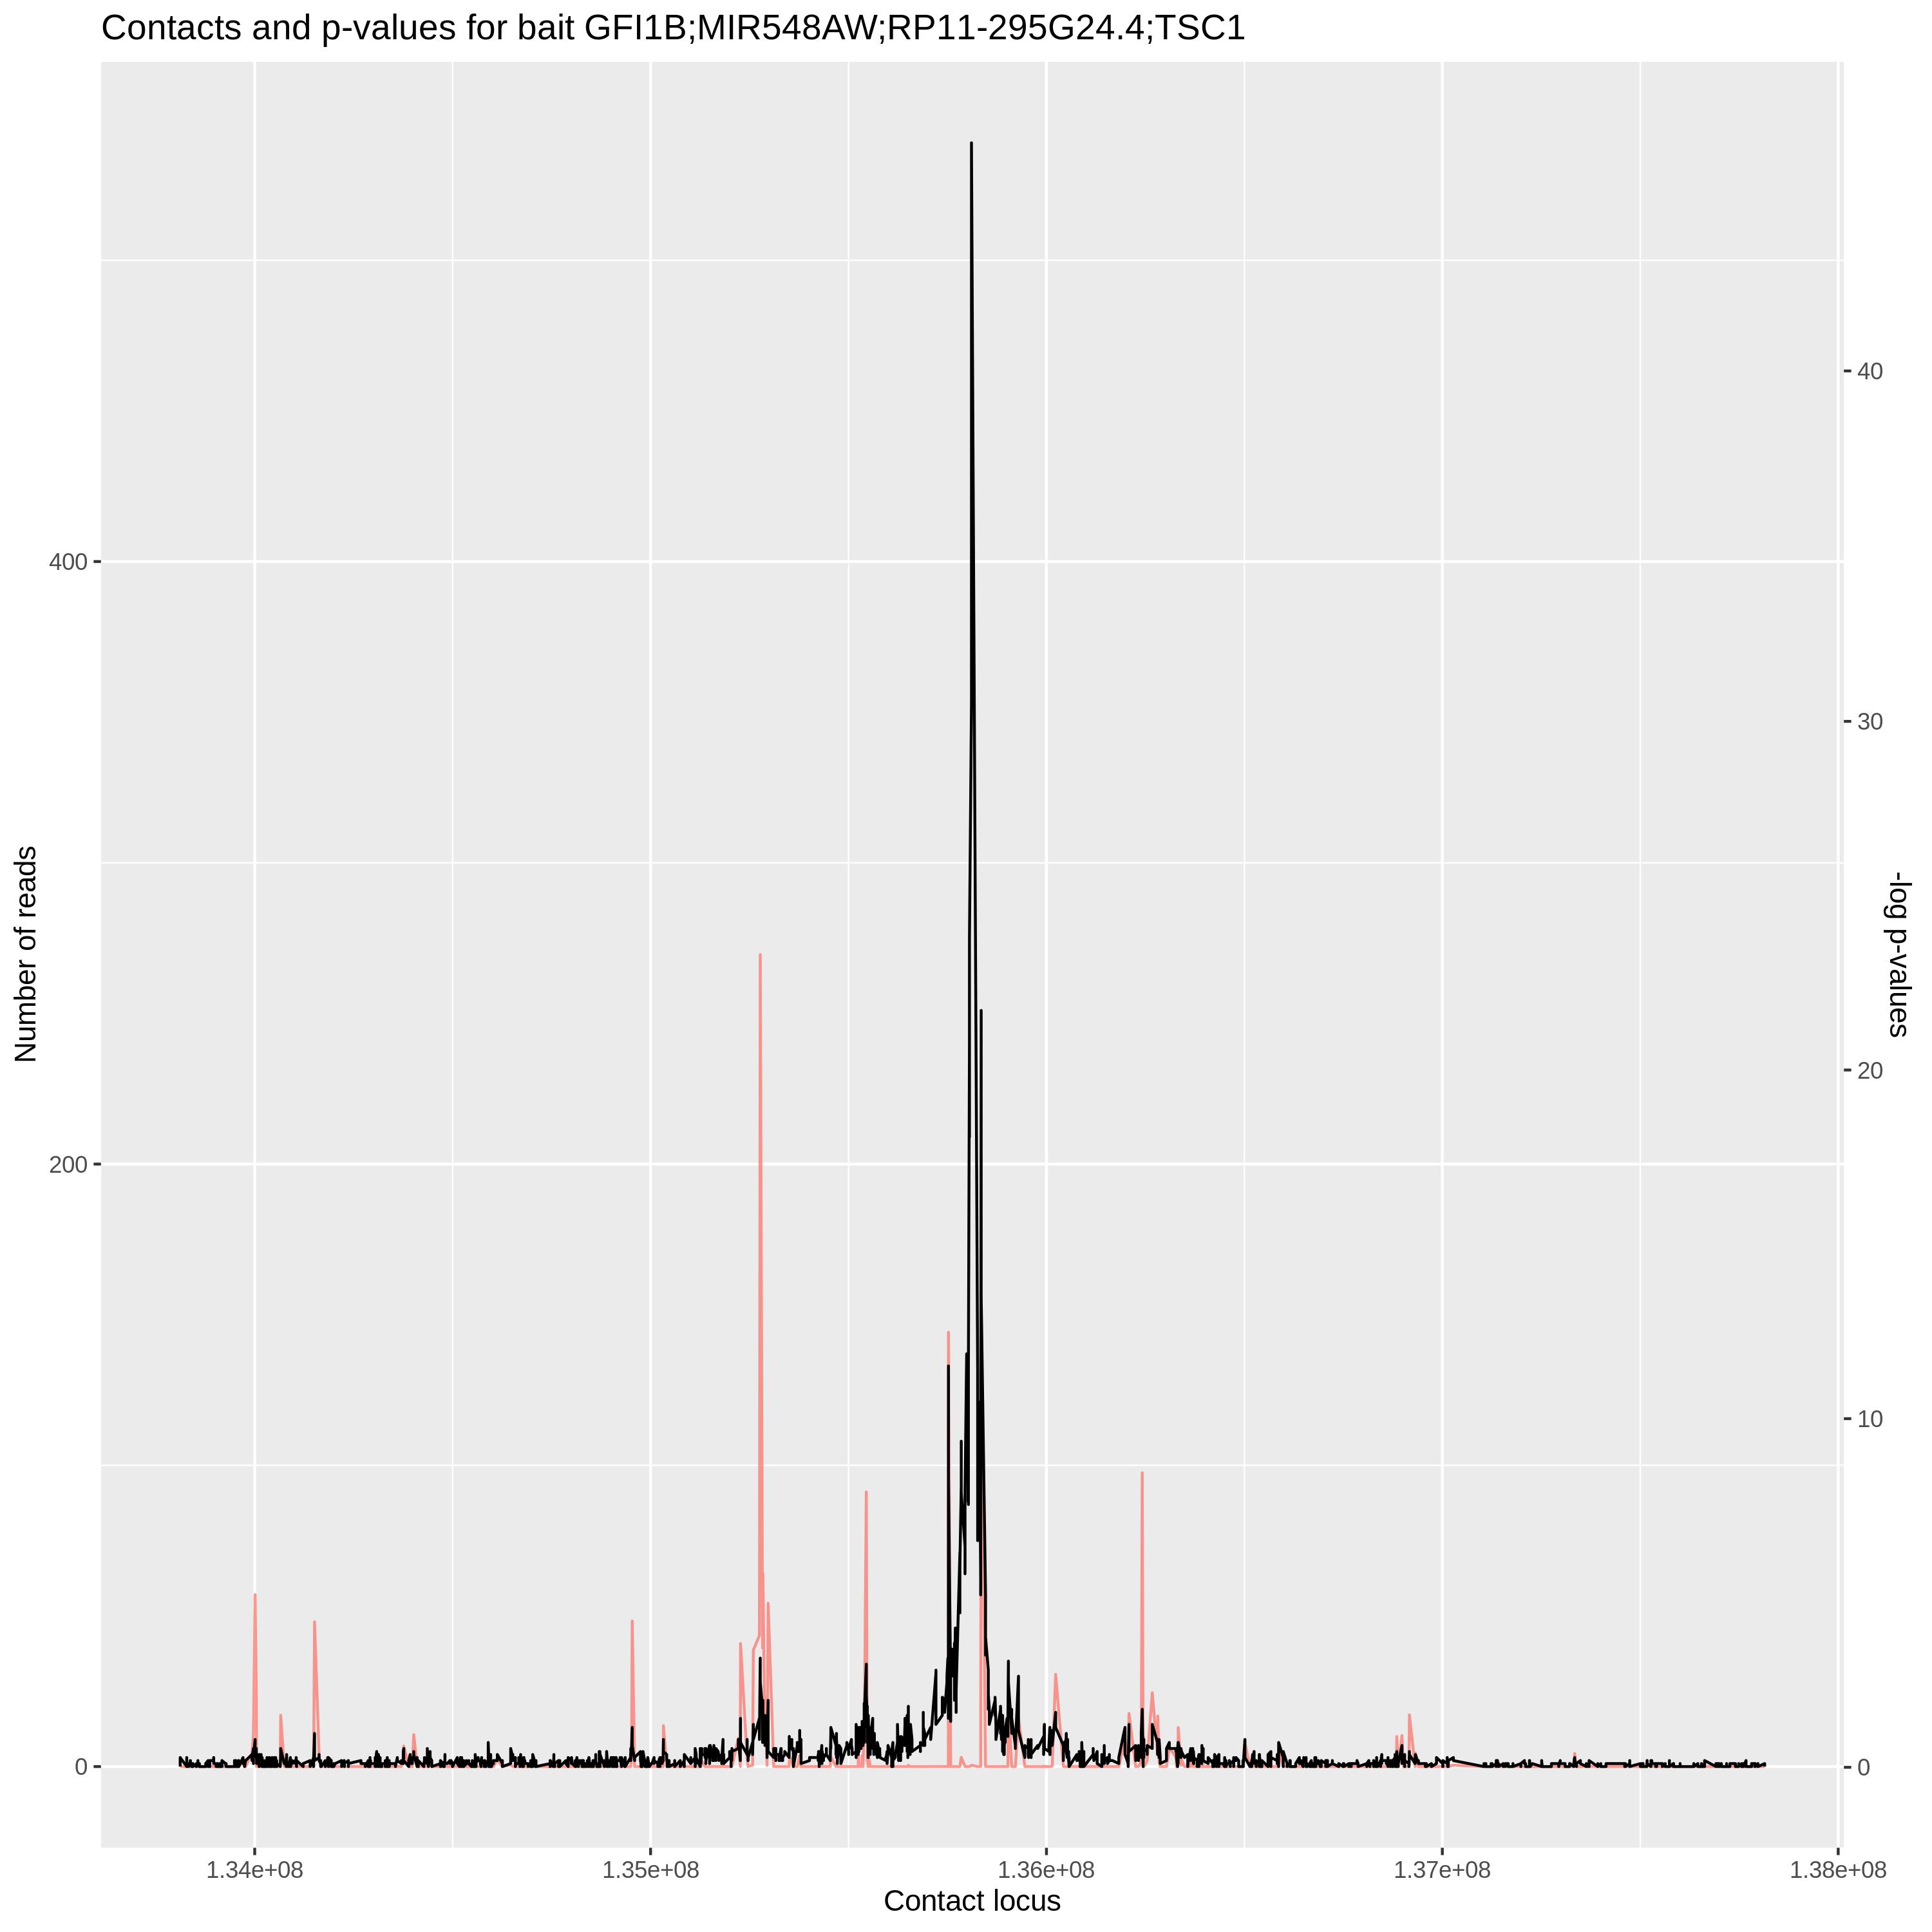 Contacts and p-values for bait GFI1B;MIR548AW;RP11-295G24.4;TSC1
Number of reads
400
200
0
40
30
20
10
0
-log p-values
1.34e+08 1.35e+08 1.36e+08 1.37e+08 1.38e+08
Contact locus